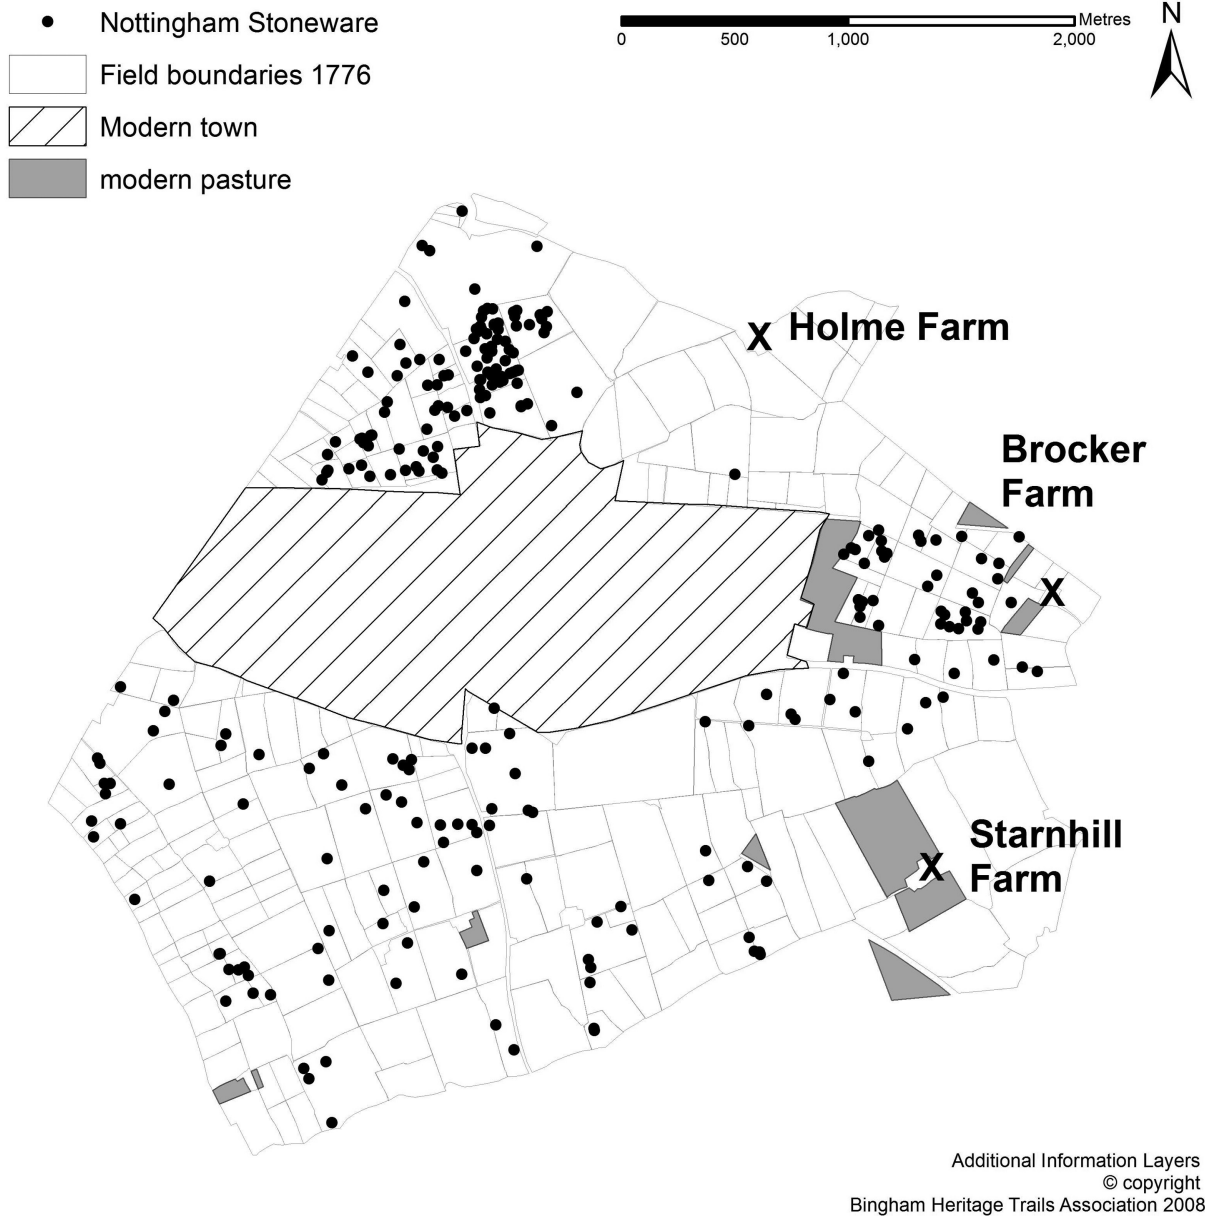 Nottingham Stoneware
Field boundaries 1776
Modern town
modern pasture
Metres
0 500 1,000 2,000
N
X Holme Farm
Brocker
Farm
X
Starnhill
X
Farm
Additional Information Layers
© copyright
Bingham Heritage Trails Association 2008